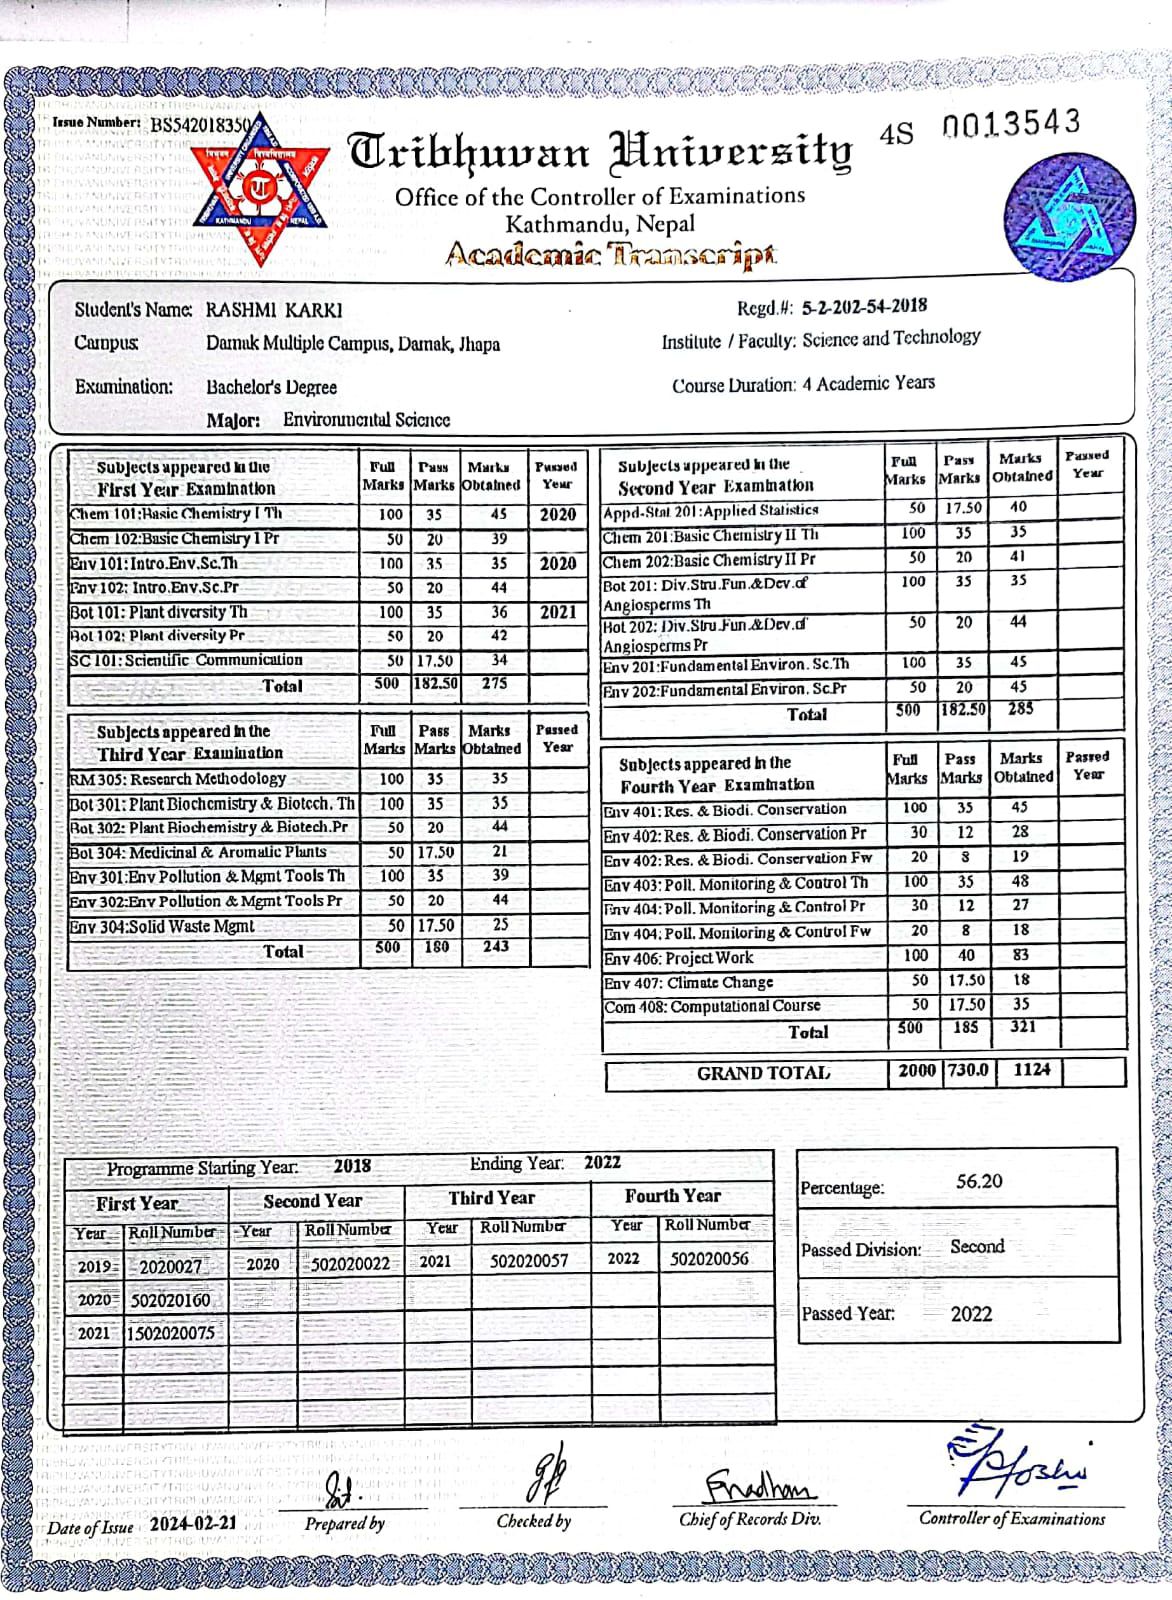 Issue Number: BS542018350
4S 0013543
Tribhuvan University
Office of the Controller of Examinations
Kathmandu, Nepal
Academic Transcript
KATHMANDU NEPAL
Student's Name: RASHMI KARKI Regd.#: 5-2-202-54-2018
Campus: Damak Multiple Campus, Damak, Jhapa Institute / Faculty: Science and Technology
Examination: Bachelor's Degree Course Duration: 4 Academic Years
Major: Environmental Science
Subjects appeared in the First Year Examination Full Marks Pass Marks Marks Obtained Passed Year
Chem 101:Basic Chemistry I Th 100 35 45 2020
Chem 102:Basic Chemistry I Pr 50 20 39
Env 101: Intro.Env.Sc.Th 100 35 35 2020
Env 102: Intro.Env.Sc.Pr 50 20 44
Bot 101: Plant diversity Th 100 35 36 2021
Bot 102: Plant diversity Pr 50 20 42
SC 101: Scientific Communication 50 17.50 34
Total 500 182.50 275
Subjects appeared in the Second Year Examination Full Marks Pass Marks Marks Obtained Passed Year
Appd-Stat 201:Applied Statistics 50 17.50 40
Chem 201:Basic Chemistry II Th 100 35 35
Chem 202:Basic Chemistry II Pr 50 20 41
Bot 201: Div.Stru.Fun.&Dev.of 100 35 35
Angiosperms Th
Bot 202: Div.Stru.Fun.&Dev.of 50 20 44
Angiosperms Pr
Env 201:Fundamental Environ. Sc.Th 100 35 45
Env 202:Fundamental Environ. Sc.Pr 50 20 45
Total 500 182.50 285
Subjects appeared in the Third Year Examination Full Marks Pass Marks Marks Obtained Passed Year
RM 305: Research Methodology 100 35 35
Bot 301: Plant Biochemistry & Biotech. Th 100 35 35
Bot 302: Plant Biochemistry & Biotech.Pr 50 20 44
Bot 304: Medicinal & Aromatic Plants 50 17.50 21
Env 301:Env Pollution & Mgmt Tools Th 100 35 39
Env 302:Env Pollution & Mgmt Tools Pr 50 20 44
Env 304:Solid Waste Mgmt 50 17.50 25
Total 500 180 243
Subjects appeared in the Fourth Year Examination Full Marks Pass Marks Marks Obtained Passed Year
Env 401: Res. & Biodi. Conservation 100 35 45
Env 402: Res. & Biodi. Conservation Pr 30 12 28
Env 402: Res. & Biodi. Conservation Fw 20 8 19
Env 403: Poll. Monitoring & Control Th 100 35 48
Env 404: Poll. Monitoring & Control Pr 30 12 27
Env 404: Poll. Monitoring & Control Fw 20 8 18
Env 406: Project Work 100 40 83
Env 407: Climate Change 50 17.50 18
Com 408: Computational Course 50 17.50 35
Total 500 185 321
GRAND TOTAL 2000 730.0 1124
Programme Starting Year: 2018 Ending Year: 2022
First Year Second Year Third Year Fourth Year
Year Roll Number Year Roll Number Year Roll Number Year Roll Number
2019 2020027 2020 502020022 2021 502020057 2022 502020056
2020 502020160
2021 1502020075
Percentage: 56.20
Passed Division: Second
Passed Year: 2022
Date of Issue 2024-02-21
Prepared by
Checked by
Chief of Records Div.
Controller of Examinations